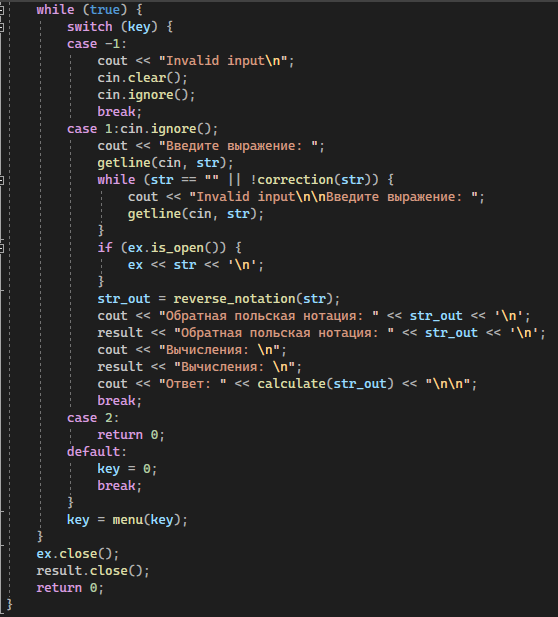 while (true) {
switch (key) {
case -1:
cout << "Invalid input\n";
cin.clear();
cin.ignore();
break;
case 1:cin.ignore();
cout << "Введите выражение: ";
getline(cin, str);
while (str == "" || !correction(str)) {
cout << "Invalid input\n\nВведите выражение: ";
getline(cin, str);
}
if (ex.is_open()) {
ex << str << '\n';
}
str_out = reverse_notation(str);
cout << "Обратная польская нотация: " << str_out << '\n';
result << "Обратная польская нотация: " << str_out << '\n';
cout << "Вычисления: \n";
result << "Вычисления: \n";
cout << "Ответ: " << calculate(str_out) << "\n\n";
break;
case 2:
return 0;
default:
key = 0;
break;
}
key = menu(key);
}
ex.close();
result.close();
return 0;
}